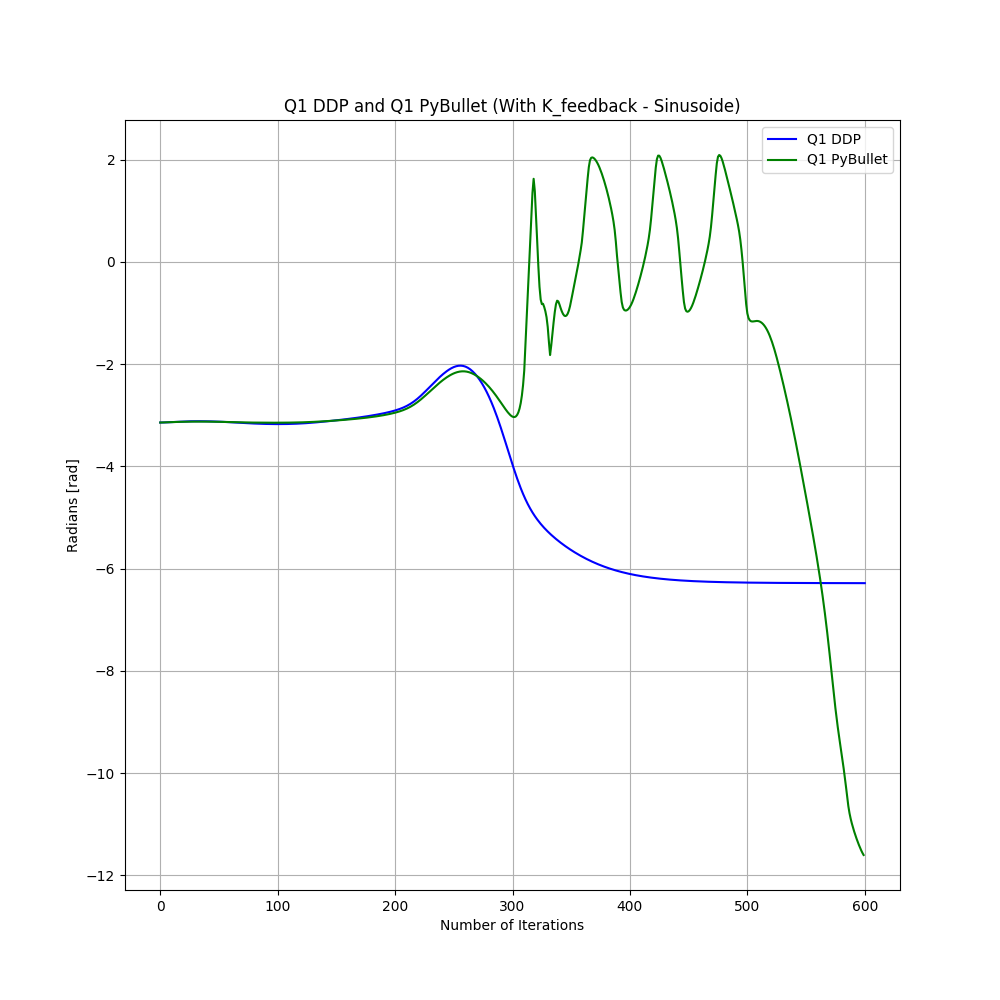 Q1 DDP and Q1 PyBullet (With K_feedback - Sinusoide)
Q1 DDP
Q1 PyBullet
2
0
−2
−4
−6
−8
−10
−12
Radians [rad]
0 100 200 300 400 500 600
Number of Iterations